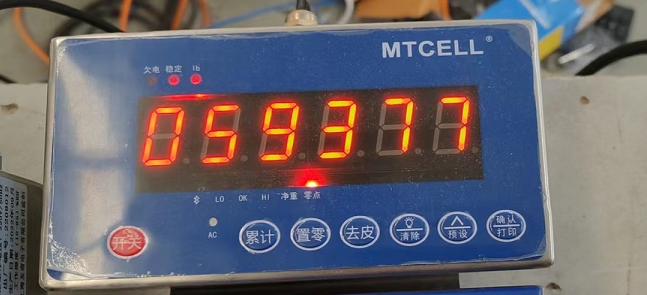 MTCELL®
欠电 稳定 lb
059377
LO OK HI 净重 零点
AC
开关 累计 置零 去皮 清除 预设 确认
打印